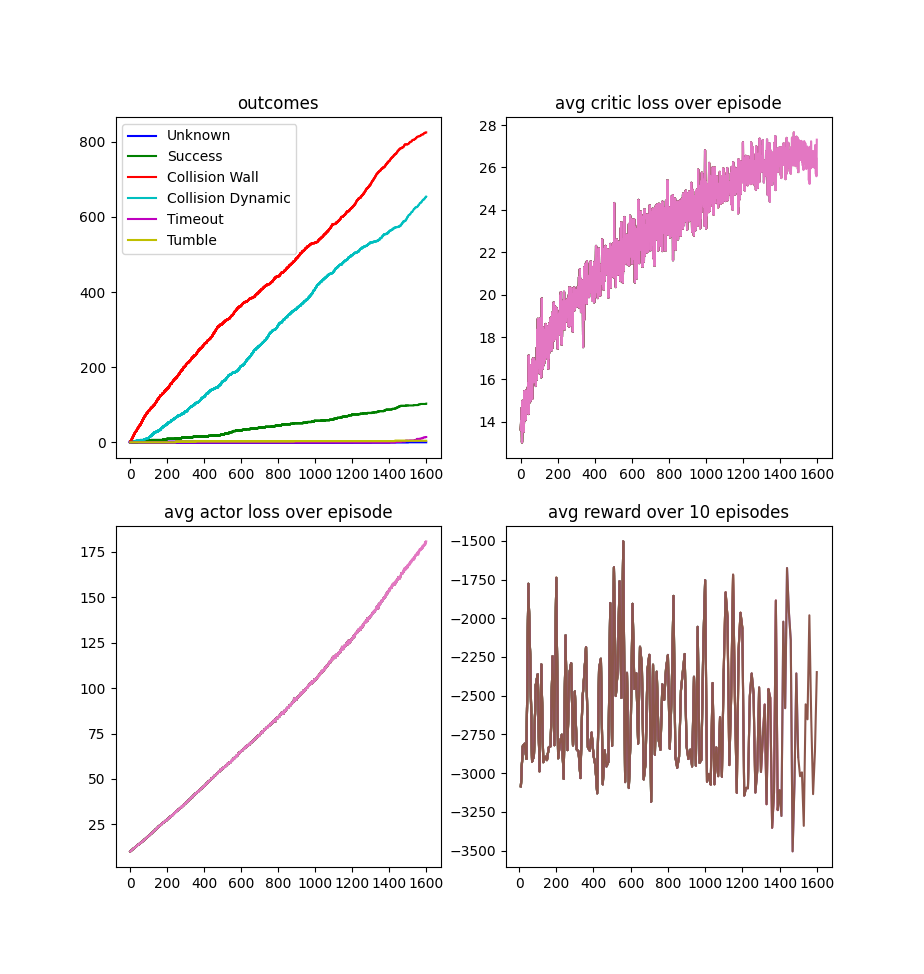 outcomes
Unknown
Success
Collision Wall
Collision Dynamic
Timeout
Tumble
800
600
400
200
0
0 200 400 600 800 1000 1200 1400 1600
avg critic loss over episode
28
26
24
22
20
18
16
14
0 200 400 600 800 1000 1200 1400 1600
avg actor loss over episode
175
150
125
100
75
50
25
0 200 400 600 800 1000 1200 1400 1600
avg reward over 10 episodes
−1500
−1750
−2000
−2250
−2500
−2750
−3000
−3250
−3500
0 200 400 600 800 1000 1200 1400 1600